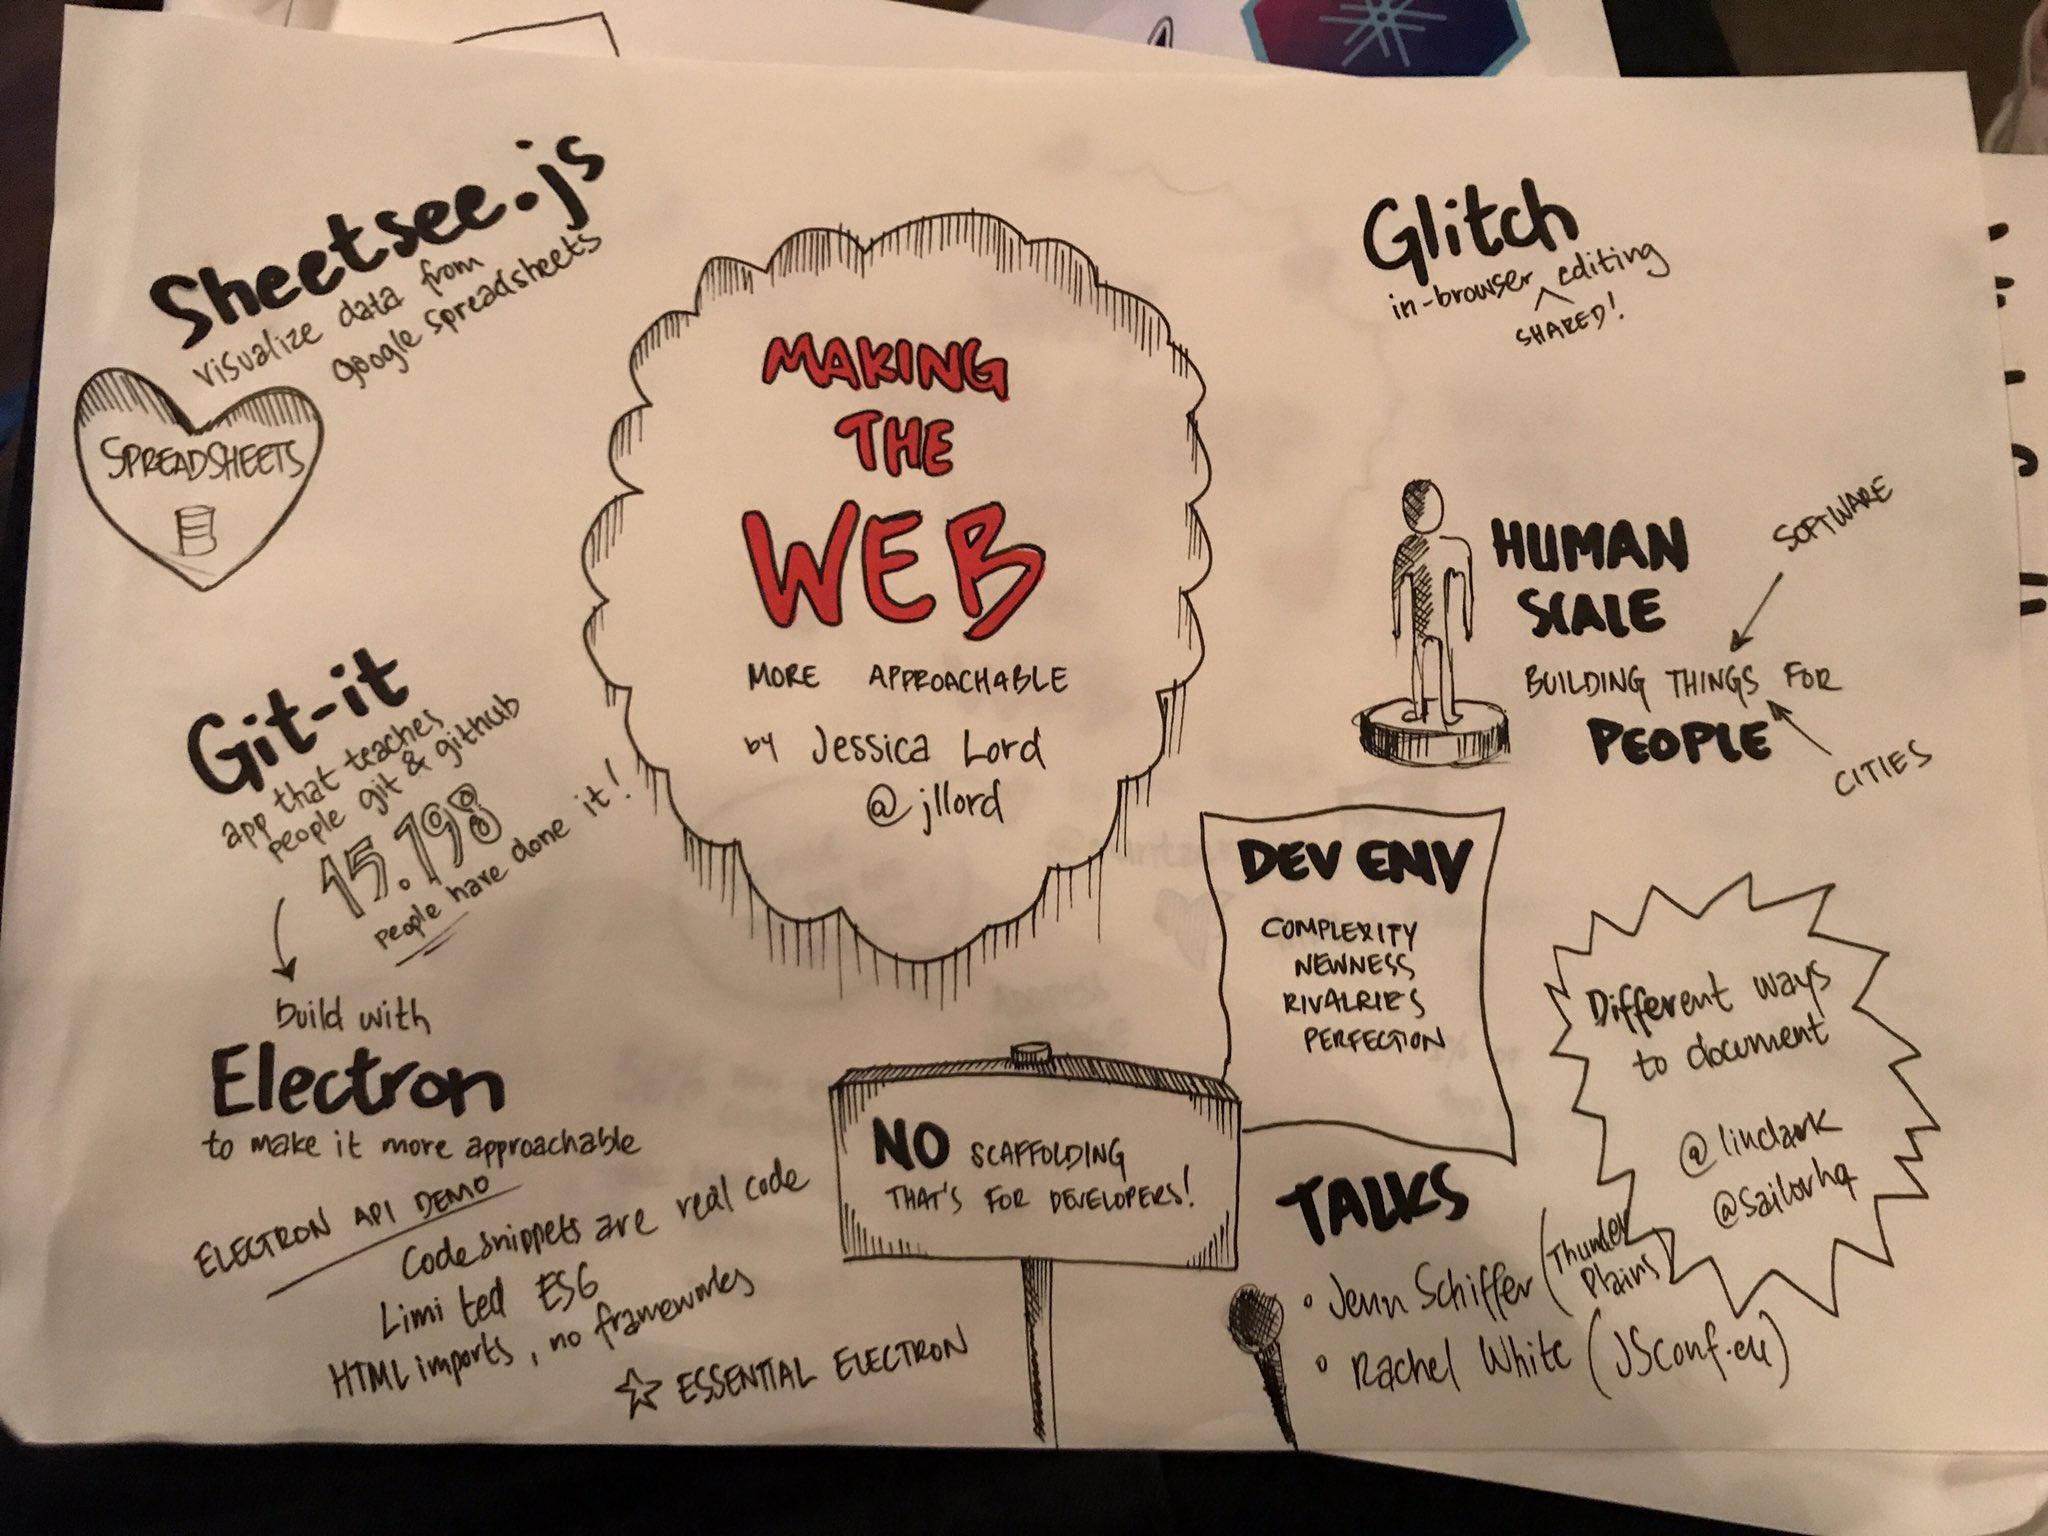 Sheetsee.js
visualize data from
google spreadsheets
SPREADSHEETS
Git-it
app that teaches
people git & github
15.798
people have done it!
build with
Electron
to make it more approachable
ELECTRON API DEMO
Code snippets are real code
Limited ES6
HTML imports, no frameworks
ESSENTIAL ELECTRON
MAKING
THE
WEB
MORE APPROACHABLE
by Jessica Lord
@jllord
NO SCAFFOLDING
THAT'S FOR DEVELOPERS!
Glitch
in-browser editing
SHARED!
HUMAN
SCALE
BUILDING THINGS FOR
PEOPLE
SOFTWARE
CITIES
DEV ENV
COMPLEXITY
NEWNESS
RIVALRIES
PERFECTION
Different ways
to document
@linclark
@sailorhq
TALKS
• Jenn Schiffer (Thunder
Plains)
• Rachel White (JSConf.eu)